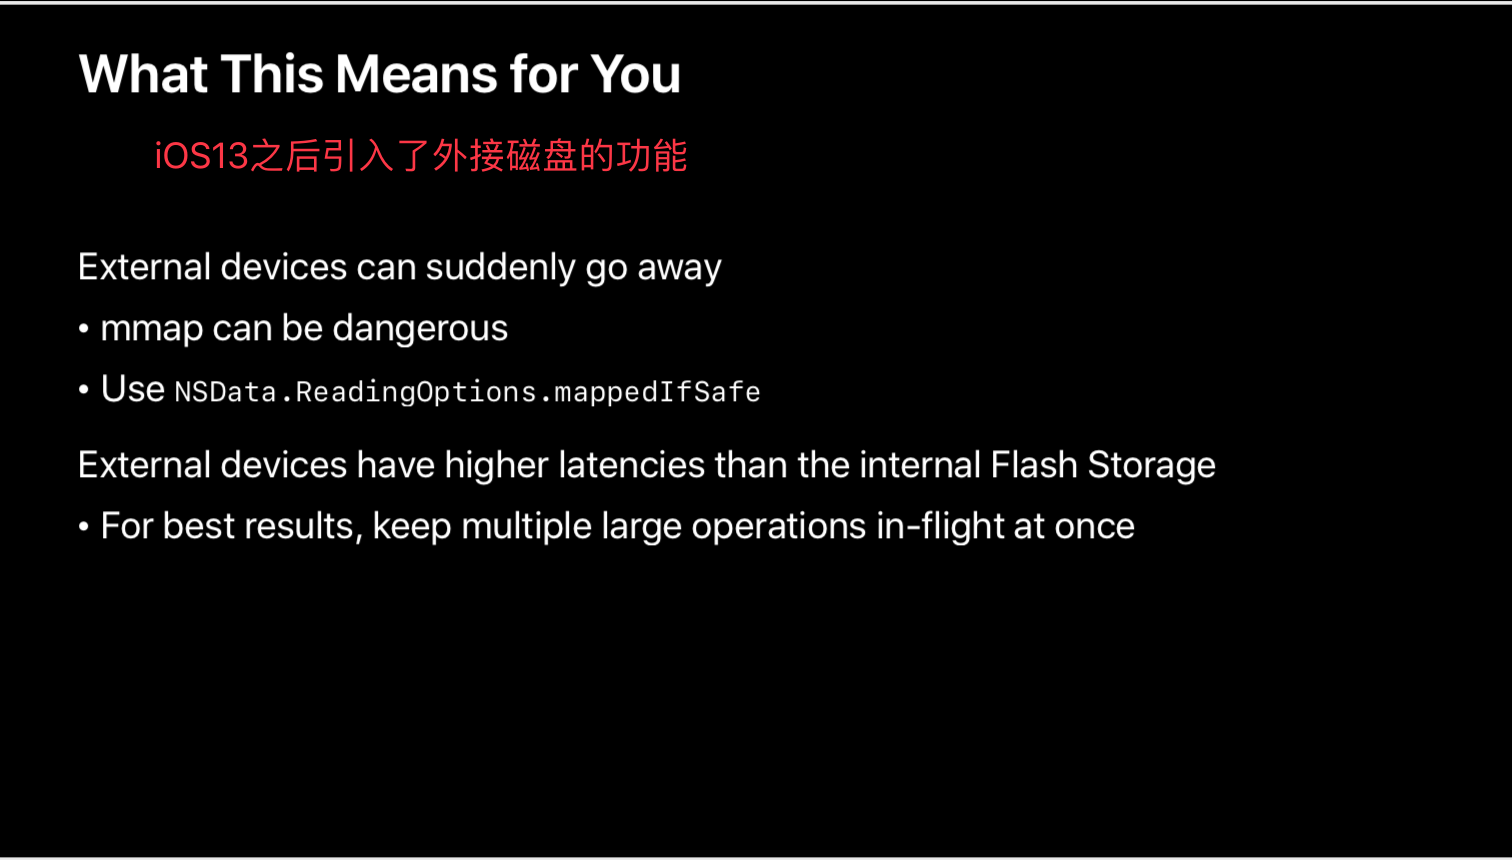 What This Means for You
iOS13之后引入了外接磁盘的功能
External devices can suddenly go away
• mmap can be dangerous
• Use NSData.ReadingOptions.mappedIfSafe
External devices have higher latencies than the internal Flash Storage
• For best results, keep multiple large operations in-flight at once